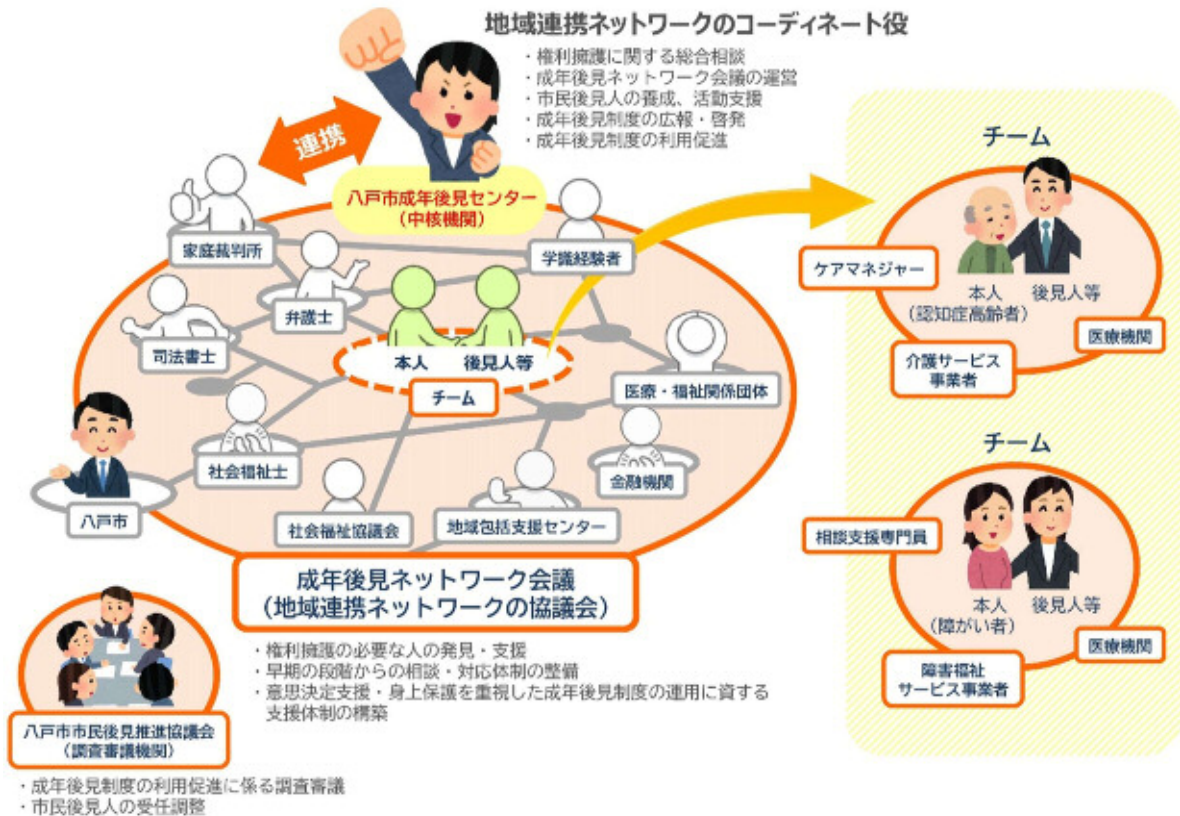 地域連携ネットワークのコーディネート役
・権利擁護に関する総合相談
・成年後見ネットワーク会議の運営
・市民後見人の養成、活動支援
・成年後見制度の広報・啓発
・成年後見制度の利用促進
連携
八戸市成年後見センター
(中核機関)
家庭裁判所
学識経験者
弁護士
司法書士
本人 後見人等
チーム
医療・福祉関係団体
社会福祉士
金融機関
八戸市
社会福祉協議会
地域包括支援センター
成年後見ネットワーク会議
(地域連携ネットワークの協議会)
・権利擁護の必要な人の発見・支援
・早期の段階からの相談・対応体制の整備
・意思決定支援・身上保護を重視した成年後見制度の運用に資する
支援体制の構築
八戸市市民後見推進協議会
(調査審議機関)
・成年後見制度の利用促進に係る調査審議
・市民後見人の受任調整
チーム
ケアマネジャー
本人 後見人等
(認知症高齢者)
医療機関
介護サービス
事業者
チーム
相談支援専門員
本人 後見人等
(障がい者)
医療機関
障害福祉
サービス事業者